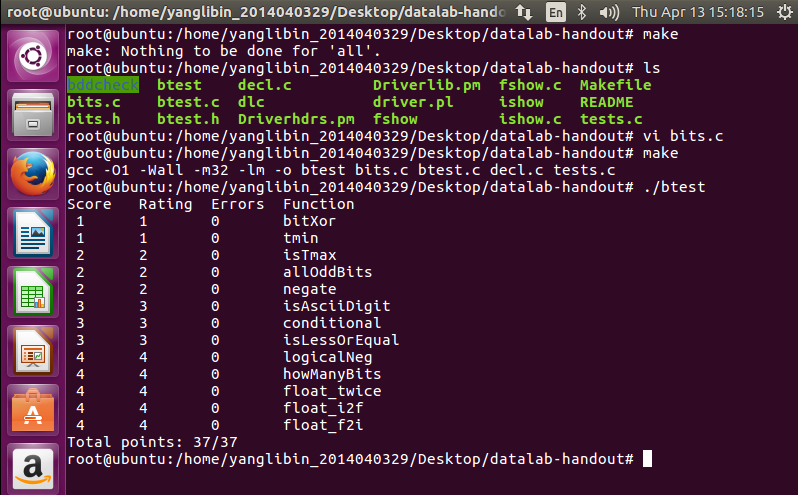 root@ubuntu: /home/yanglibin_2014040329/Desktop/datalab-hando En Thu Apr 13 15:18:15
root@ubuntu:/home/yanglibin_2014040329/Desktop/datalab-handout# make
make: Nothing to be done for 'all'.
root@ubuntu:/home/yanglibin_2014040329/Desktop/datalab-handout# ls
bddcheck btest decl.c Driverlib.pm fshow.c Makefile
bits.c btest.c dlc driver.pl ishow README
bits.h btest.h Driverhdrs.pm fshow ishow.c tests.c
root@ubuntu:/home/yanglibin_2014040329/Desktop/datalab-handout# vi bits.c
root@ubuntu:/home/yanglibin_2014040329/Desktop/datalab-handout# make
gcc -O1 -Wall -m32 -lm -o btest bits.c btest.c decl.c tests.c
root@ubuntu:/home/yanglibin_2014040329/Desktop/datalab-handout# ./btest
Score Rating Errors Function
1 1 0 bitXor
1 1 0 tmin
2 2 0 isTmax
2 2 0 allOddBits
2 2 0 negate
3 3 0 isAsciiDigit
3 3 0 conditional
3 3 0 isLessOrEqual
4 4 0 logicalNeg
4 4 0 howManyBits
4 4 0 float_twice
4 4 0 float_i2f
4 4 0 float_f2i
Total points: 37/37
root@ubuntu:/home/yanglibin_2014040329/Desktop/datalab-handout#